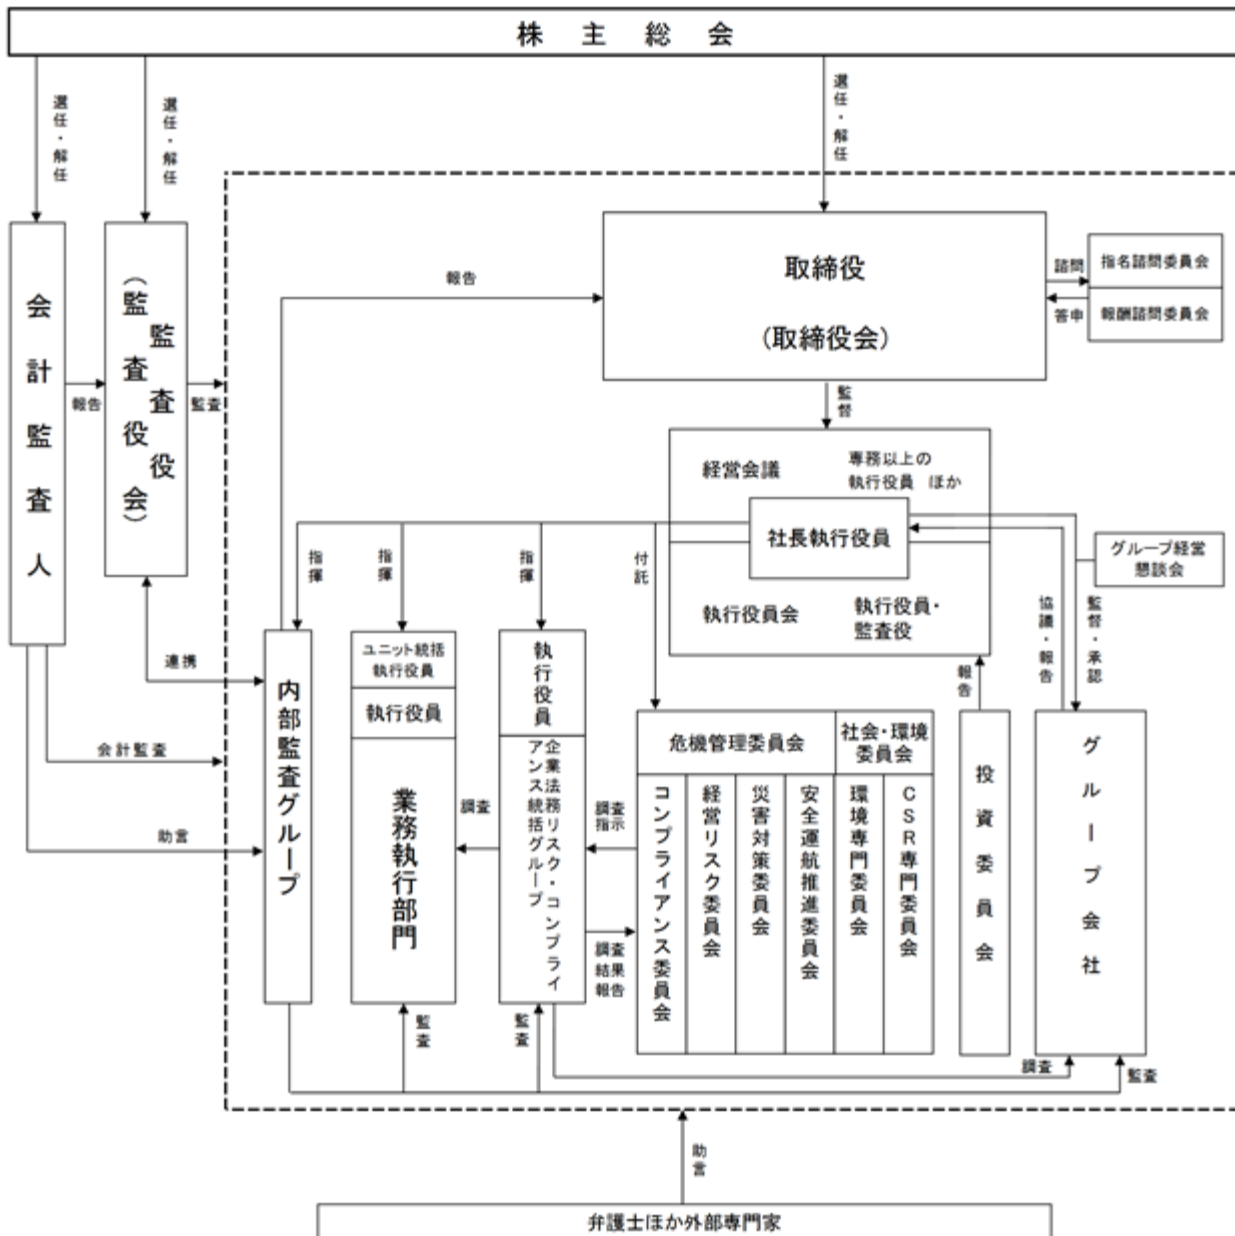 株主総会
選任・解任
選任・解任
選任・解任
会計監査人
監査役
(監査役会)
報告
監査
報告
取締役
(取締役会)
諮問
答申
指名諮問委員会
報酬諮問委員会
監督
経営会議
専務以上の
執行役員 ほか
社長執行役員
執行役員会
執行役員・
監査役
グループ経営
懇談会
指揮
指揮
指揮
付託
協議・報告
監督・承認
報告
連携
会計監査
助言
内部監査グループ
ユニット統括
執行役員
執行役員
業務執行部門
調査
執行役員
企業法務リスク・コンプライ
アンス統括グループ
調査
指示
調査
結果
報告
危機管理委員会
社会・環境
委員会
コンプライアンス委員会
経営リスク委員会
災害対策委員会
安全運航推進委員会
環境専門委員会
CSR専門委員会
投資委員会
グループ会社
監査
監査
調査
監査
助言
弁護士ほか外部専門家